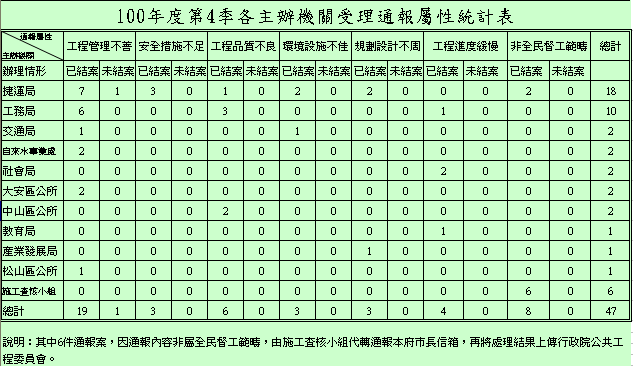 100年度第4季各主辦機關受理通報屬性統計表
通報屬性 工程管理不善 安全措施不足 工程品質不良 環境設施不佳 規劃設計不周 工程進度緩慢 非全民督工範疇 總計
主辦機關
辦理情形 已結案 未結案 已結案 未結案 已結案 未結案 已結案 未結案 已結案 未結案 已結案 未結案 已結案 未結案
捷運局 7 1 3 0 1 0 2 0 2 0 0 0 2 0 18
工務局 6 0 0 0 3 0 0 0 0 0 1 0 0 0 10
交通局 1 0 0 0 0 0 1 0 0 0 0 0 0 0 2
自來水事業處 2 0 0 0 0 0 0 0 0 0 0 0 0 0 2
社會局 0 0 0 0 0 0 0 0 0 0 2 0 0 0 2
大安區公所 2 0 0 0 0 0 0 0 0 0 0 0 0 0 2
中山區公所 0 0 0 0 2 0 0 0 0 0 0 0 0 0 2
教育局 0 0 0 0 0 0 0 0 0 0 1 0 0 0 1
產業發展局 0 0 0 0 0 0 0 0 1 0 0 0 0 0 1
松山區公所 1 0 0 0 0 0 0 0 0 0 0 0 0 0 1
施工查核小組 0 0 0 0 0 0 0 0 0 0 0 0 6 0 6
總計 19 1 3 0 6 0 3 0 3 0 4 0 8 0 47
說明：其中6件通報案，因通報內容非屬全民督工範疇，由施工查核小組代轉通報本府市長信箱，再將處理結果上傳行政院公共工
程委員會。